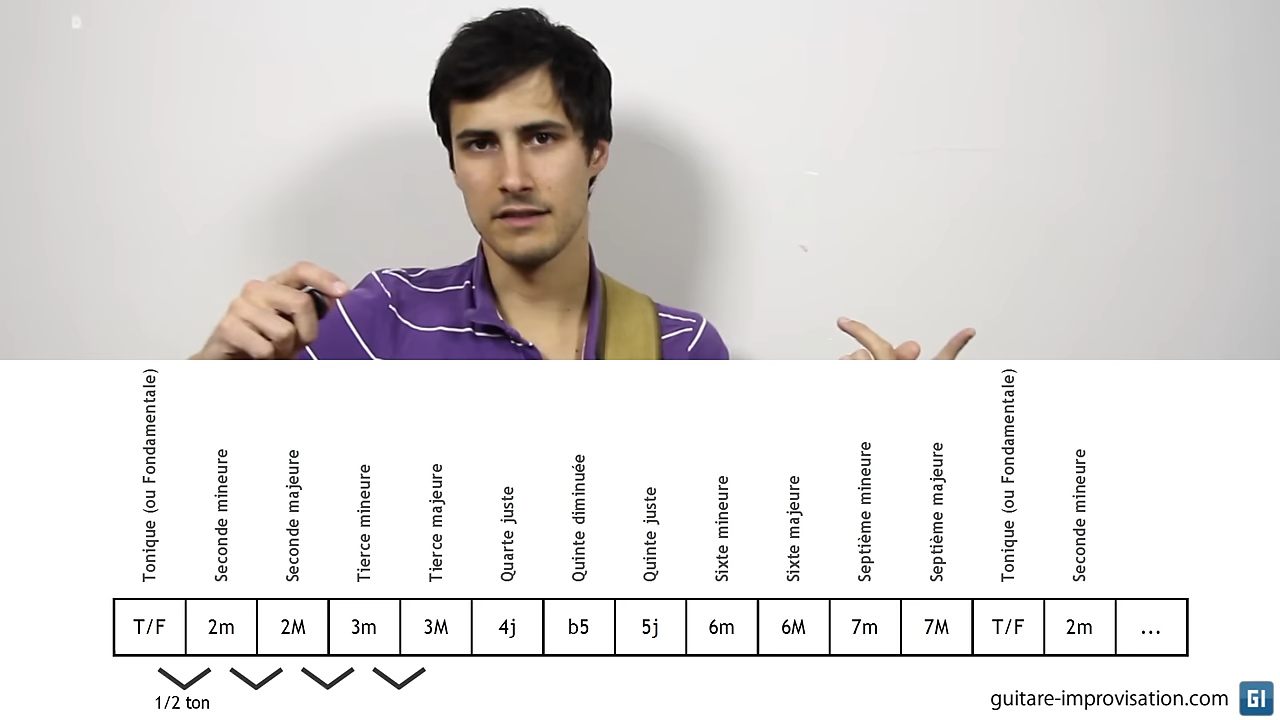 Tonique (ou Fondamentale)
Seconde mineure
Seconde majeure
Tierce mineure
Tierce majeure
Quarte juste
Quinte diminuée
Quinte juste
Sixte mineure
Sixte majeure
Septième mineure
Septième majeure
Tonique (ou Fondamentale)
Seconde mineure
T/F 2m 2M 3m 3M 4j b5 5j 6m 6M 7m 7M T/F 2m ...
1/2 ton
guitare-improvisation.com GI